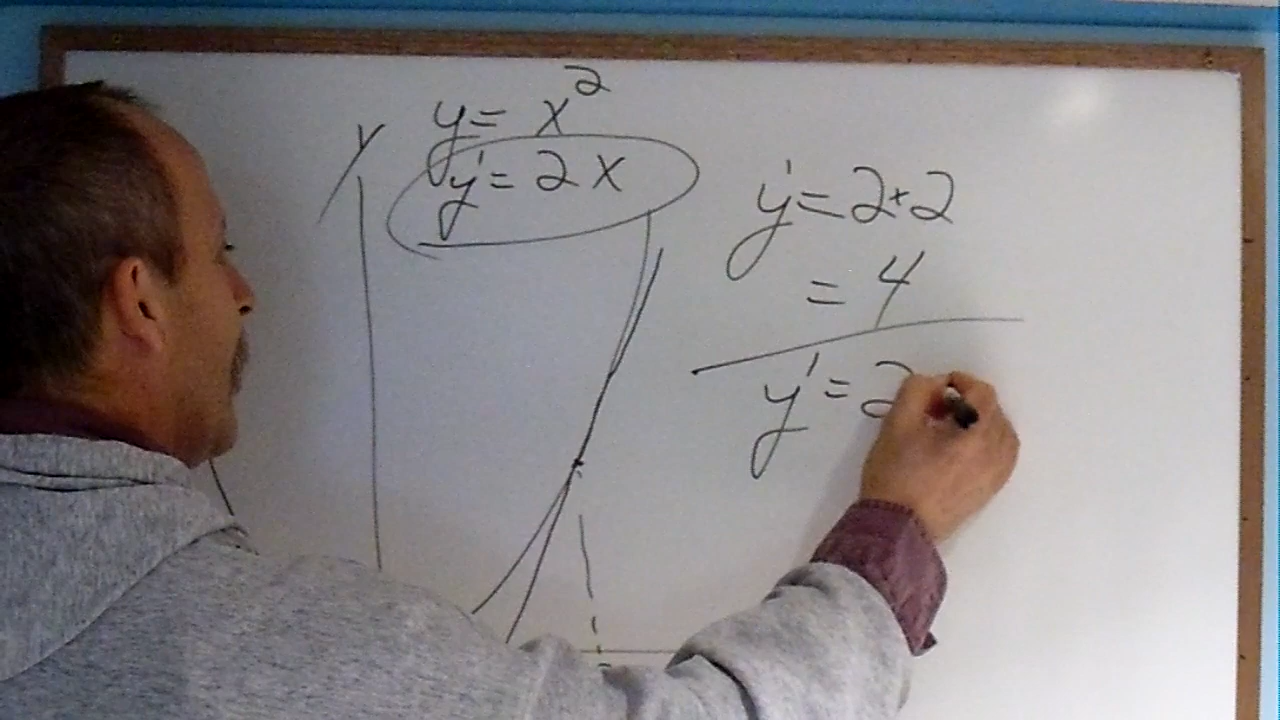 y = x²
y' = 2x
y
y' = 2*2
= 4
y' = 2